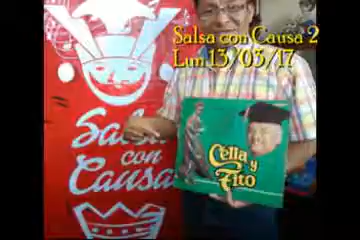 Salsa con Causa 2
Lun 13/03/17
Salsa
con
Causa
Celia y
Tito